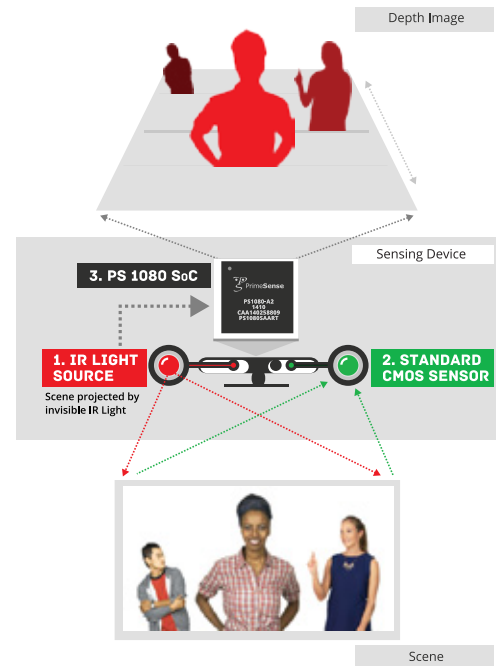 Depth Image
Sensing Device
3. PS 1080 SoC
PrimeSense
PS1080-A2
1410
CAA140258809
PS1080SAART
1. IR LIGHT
SOURCE
2. STANDARD
CMOS SENSOR
Scene projected by
invisible IR Light
Scene